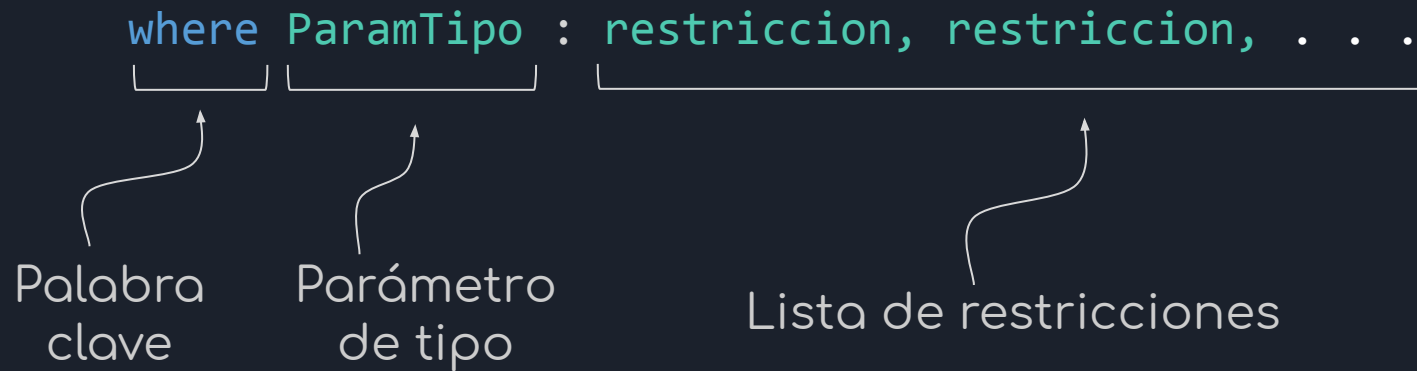 where ParamTipo : restriccion, restriccion, . . .
Palabra
clave
Parámetro
de tipo
Lista de restricciones